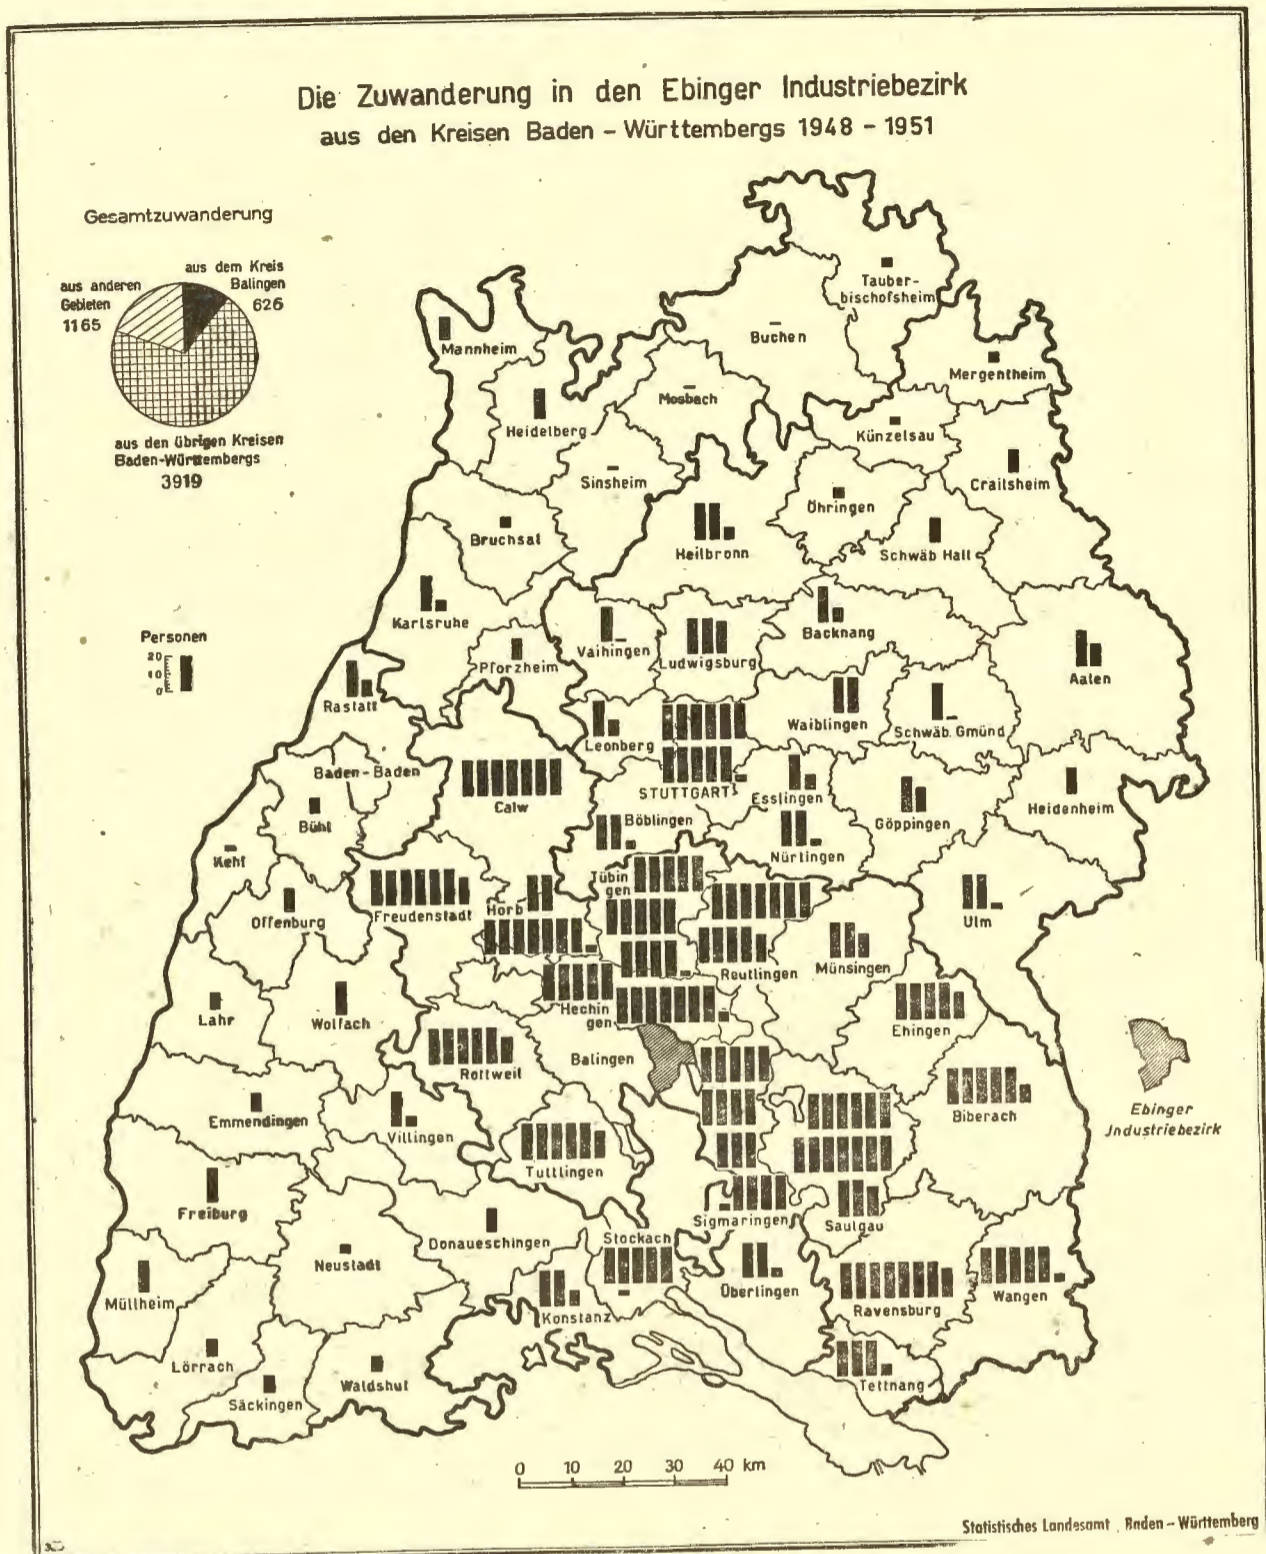 Die Zuwanderung in den Ebinger Industriebezirk
aus den Kreisen Baden - Württembergs 1948 - 1951
Gesamtzuwanderung
aus dem Kreis
Balingen
626
aus anderen
Gebieten
1165
aus den übrigen Kreisen
Baden-Württembergs
3919
Personen
20
10
0
Tauber-
bischofsheim
Buchen
Mannheim
Mergentheim
Mosbach
Heidelberg
Künzelsau
Sinsheim
Crailsheim
Öhringen
Bruchsal
Heilbronn
Schwäb Hall
Karlsruhe
Vaihingen
Backnang
Pforzheim
Ludwigsburg
Aalen
Rastatt
Leonberg
Waiblingen
Schwäb. Gmünd
Baden-Baden
STUTTGART
Esslingen
Calw
Heidenheim
Bühl
Böblingen
Göppingen
Kehl
Nürtingen
Tübin
gen
Freudenstadt
Horb
Offenburg
Ulm
Reutlingen
Münsingen
Lahr
Wolfach
Hechin
gen
Ehingen
Balingen
Rottweil
Emmendingen
Villingen
Biberach
Ebinger
Jndustriebezirk
Tuttlingen
Freiburg
Sigmaringen
Saulgau
Donaueschingen
Stockach
Neustadt
Müllheim
Überlingen
Wangen
Konstanz
Ravensburg
Lörrach
Waldshut
Tettnang
Säckingen
0 10 20 30 40 km
Statistisches Landesamt Baden - Württemberg